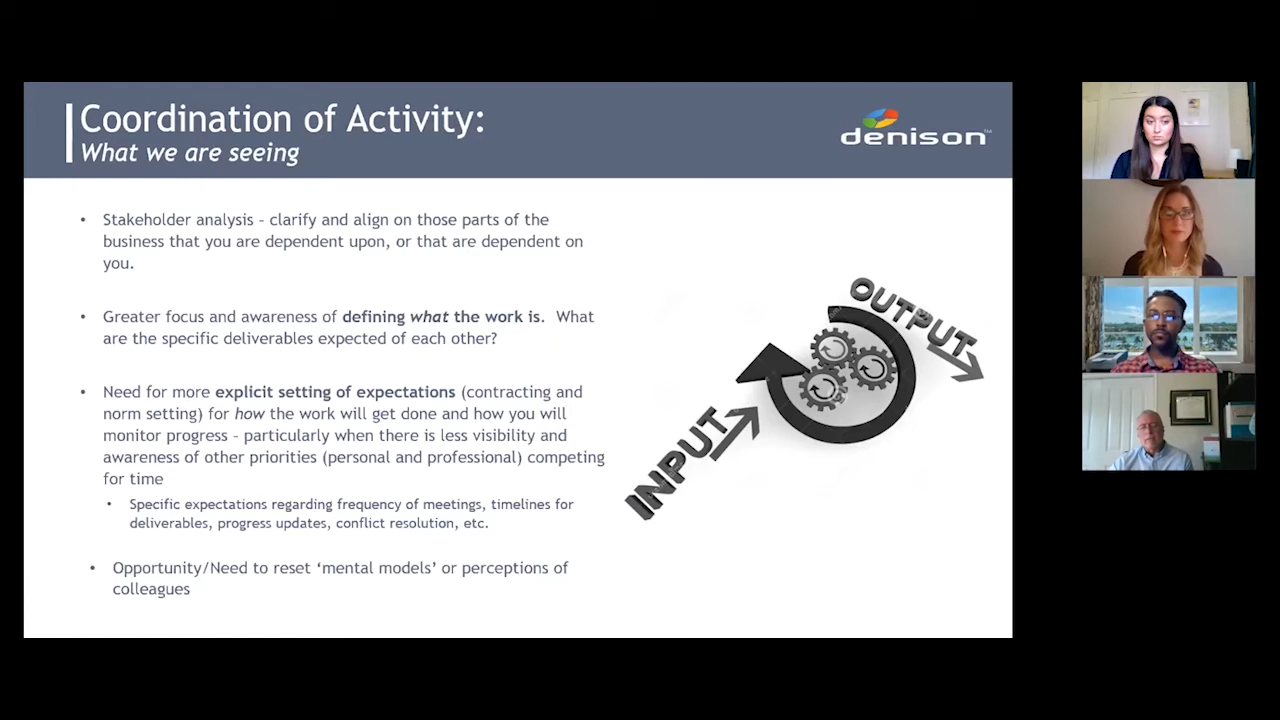 Coordination of Activity:
What we are seeing
denison™
• Stakeholder analysis – clarify and align on those parts of the
business that you are dependent upon, or that are dependent on
you.
• Greater focus and awareness of defining what the work is. What
are the specific deliverables expected of each other?
• Need for more explicit setting of expectations (contracting and
norm setting) for how the work will get done and how you will
monitor progress – particularly when there is less visibility and
awareness of other priorities (personal and professional) competing
for time
• Specific expectations regarding frequency of meetings, timelines for
deliverables, progress updates, conflict resolution, etc.
• Opportunity/Need to reset ‘mental models’ or perceptions of
colleagues
INPUT
OUTPUT